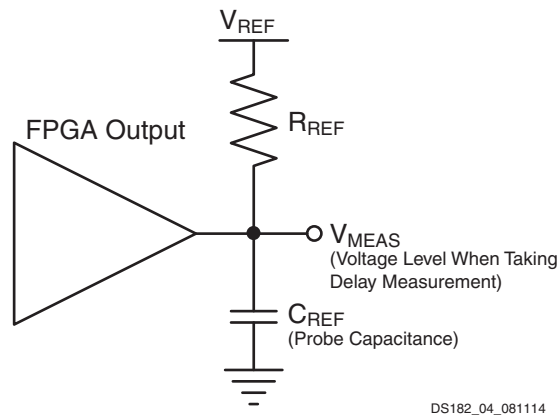 VREF
FPGA Output
RREF
VMEAS
(Voltage Level When Taking
Delay Measurement)
CREF
(Probe Capacitance)
DS182_04_081114